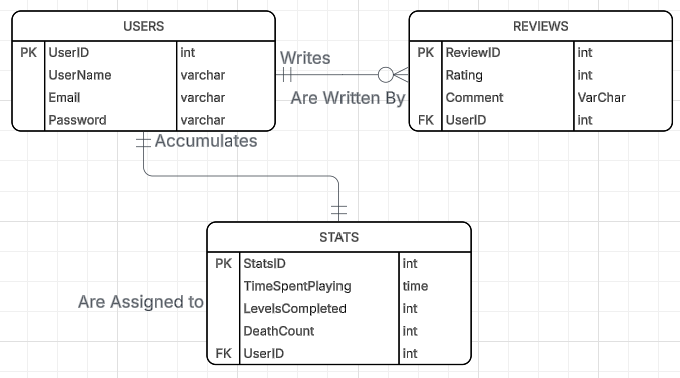 USERS
PK UserID int
UserName varchar
Email varchar
Password varchar
Writes
Are Written By
REVIEWS
PK ReviewID int
Rating int
Comment VarChar
FK UserID int
Accumulates
Are Assigned to
STATS
PK StatsID int
TimeSpentPlaying time
LevelsCompleted int
DeathCount int
FK UserID int